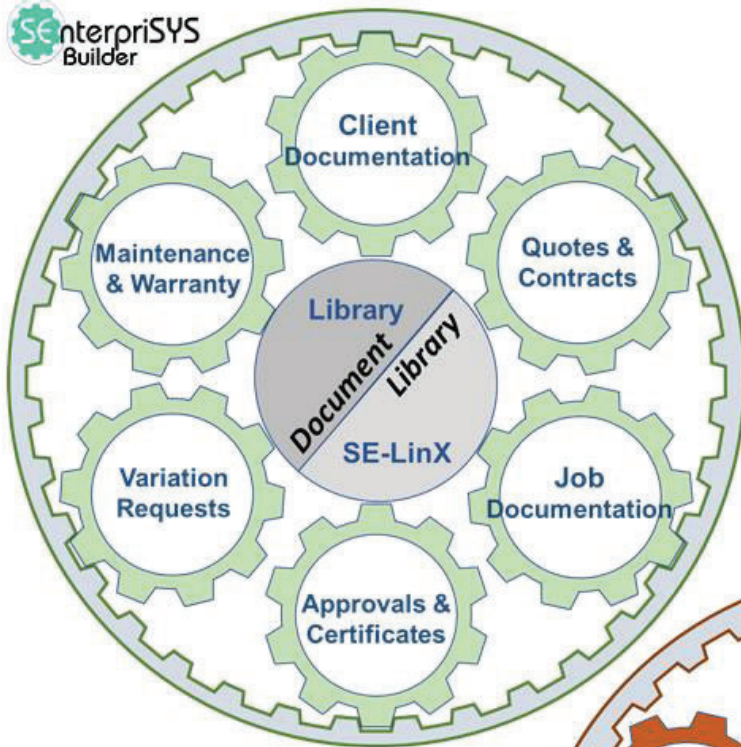 SEnterpriSYS
Builder
Client
Documentation
Maintenance
& Warranty
Quotes &
Contracts
Library
Document Library
SE-LinX
Variation
Requests
Job
Documentation
Approvals &
Certificates